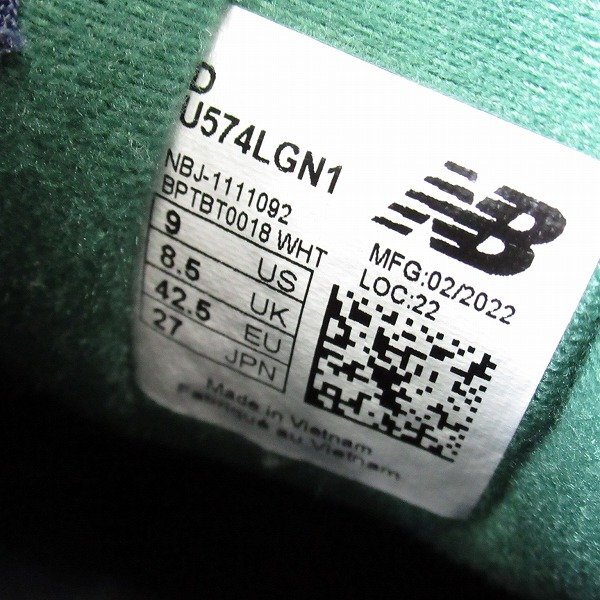 D
U574LGN1
NBJ-1111092
BPTBT0018 WHT
9 US
8.5 UK
42.5 EU
27 JPN
NB
MFG:02/2022
LOC:22
Made in Vietnam
Fabriqué au Vietnam